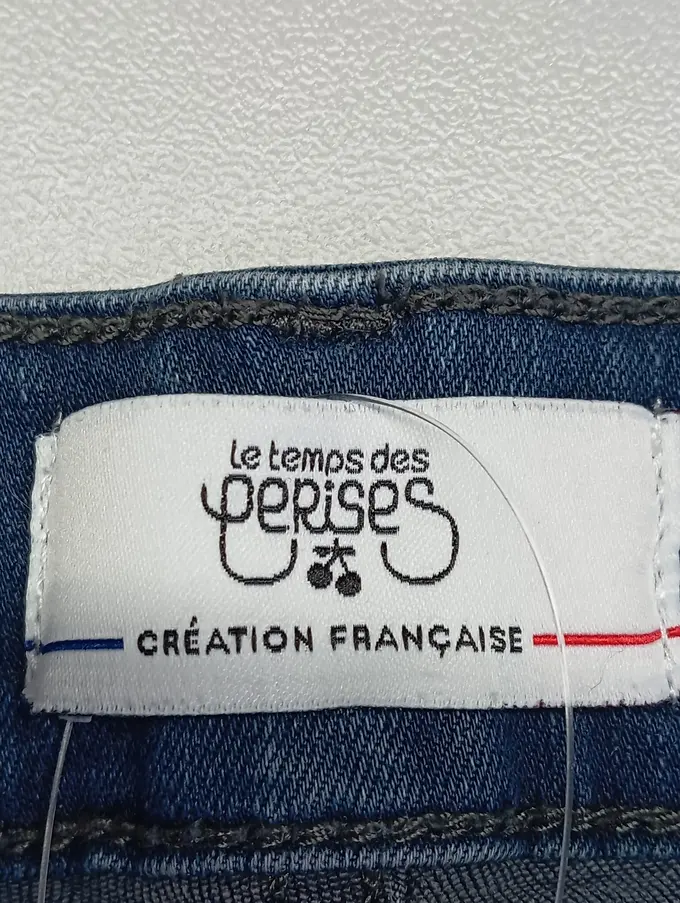 le temps des
CERISES
CRÉATION FRANÇAISE